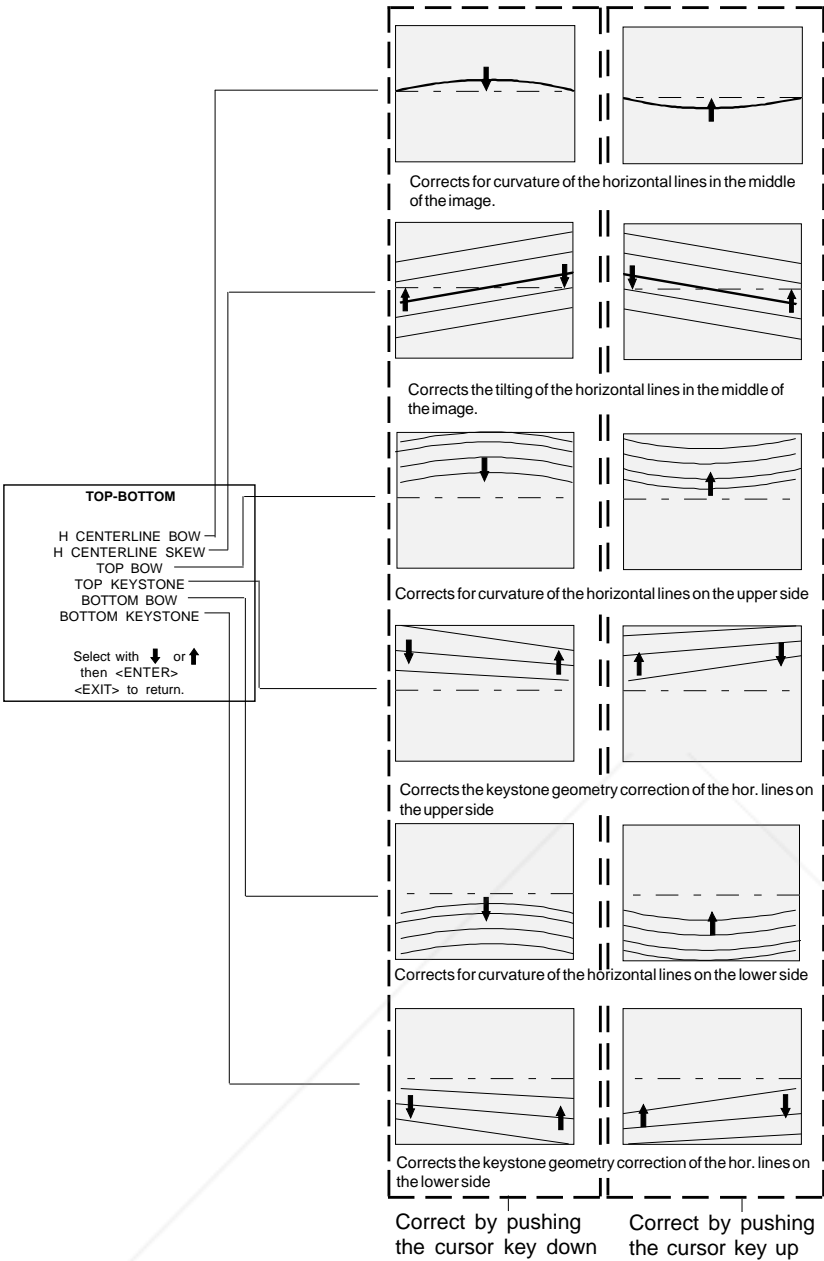 Corrects for curvature of the horizontal lines in the middle
of the image.
Corrects the tilting of the horizontal lines in the middle of
the image.
TOP-BOTTOM
H CENTERLINE BOW
H CENTERLINE SKEW
TOP BOW
TOP KEYSTONE
BOTTOM BOW
BOTTOM KEYSTONE
Select with ⬇ or ⬆
then <ENTER>
<EXIT> to return.
Corrects for curvature of the horizontal lines on the upper side
Corrects the keystone geometry correction of the hor. lines on
the upper side
Corrects for curvature of the horizontal lines on the lower side
Corrects the keystone geometry correction of the hor. lines on
the lower side
Correct by pushing
the cursor key down
Correct by pushing
the cursor key up